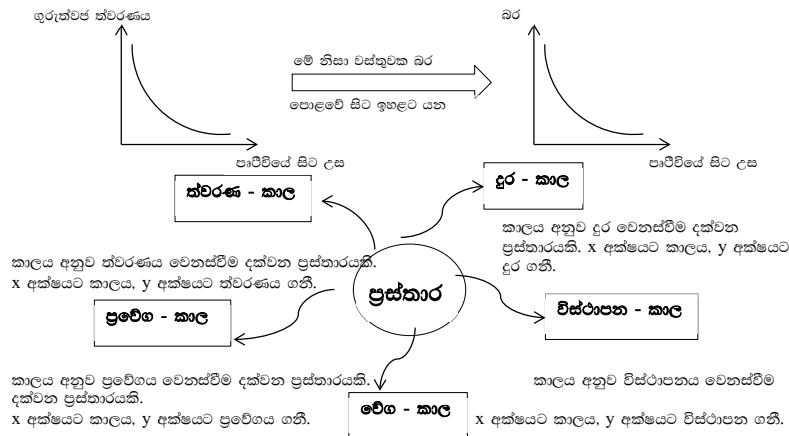 ගුරුත්වජ ත්වරණය
බර
මේ නිසා වස්තුවක බර
පොළවේ සිට ඉහළට යන
පෘථිවියේ සිට උස
පෘථිවියේ සිට උස
ත්වරණ - කාල
දුර - කාල
කාලය අනුව දුර වෙනස්වීම දක්වන
ප්‍රස්තාරයකි. x අක්ෂයට කාලය, y අක්ෂයට
දුර ගනී.
කාලය අනුව ත්වරණය වෙනස්වීම දක්වන ප්‍රස්තාරයකි.
x අක්ෂයට කාලය, y අක්ෂයට ත්වරණය ගනී.
ප්‍රස්තාර
ප්‍රවේග - කාල
විස්ථාපන - කාල
කාලය අනුව ප්‍රවේගය වෙනස්වීම දක්වන ප්‍රස්තාරයකි.
දක්වන ප්‍රස්තාරයකි.
x අක්ෂයට කාලය, y අක්ෂයට ප්‍රවේගය ගනී.
වේග - කාල
කාලය අනුව විස්ථාපනය වෙනස්වීම
x අක්ෂයට කාලය, y අක්ෂයට විස්ථාපන ගනී.